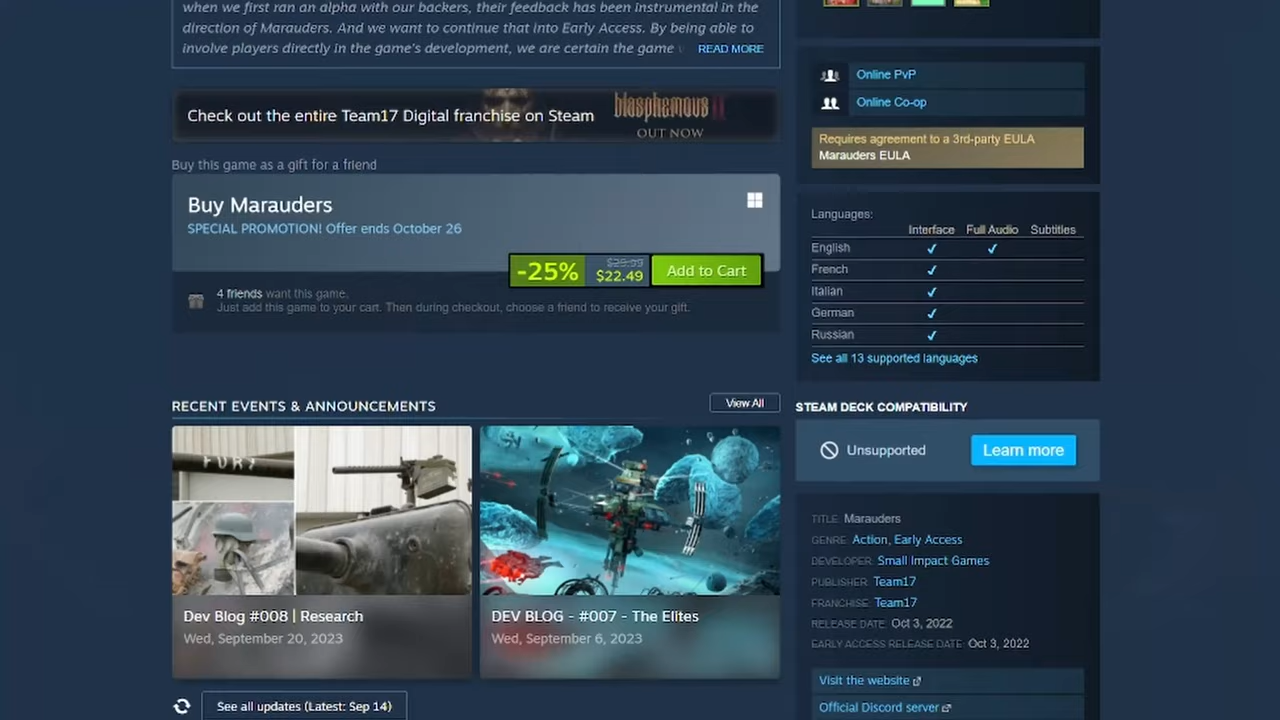 when we first ran an alpha with our backers, their feedback has been instrumental in the
direction of Marauders. And we want to continue that into Early Access. By being able to
involve players directly in the game's development, we are certain the game
READ MORE
Check out the entire Team17 Digital franchise on Steam
blasphemous II
OUT NOW
Buy this game as a gift for a friend
Buy Marauders
SPECIAL PROMOTION! Offer ends October 26
-25%
$29.99
$22.49
Add to Cart
4 friends want this game.
Just add this game to your cart. Then during checkout, choose a friend to receive your gift.
RECENT EVENTS & ANNOUNCEMENTS
View All
FURY
Dev Blog #008 | Research
Wed, September 20, 2023
DEV BLOG - #007 - The Elites
Wed, September 6, 2023
See all updates (Latest: Sep 14)
Online PvP
Online Co-op
Requires agreement to a 3rd-party EULA
Marauders EULA
Languages:
Interface Full Audio Subtitles
English ✔ ✔
French ✔
Italian ✔
German ✔
Russian ✔
See all 13 supported languages
STEAM DECK COMPATIBILITY
Unsupported
Learn more
TITLE: Marauders
GENRE: Action, Early Access
DEVELOPER: Small Impact Games
PUBLISHER: Team17
FRANCHISE: Team17
RELEASE DATE: Oct 3, 2022
EARLY ACCESS RELEASE DATE: Oct 3, 2022
Visit the website
Official Discord server